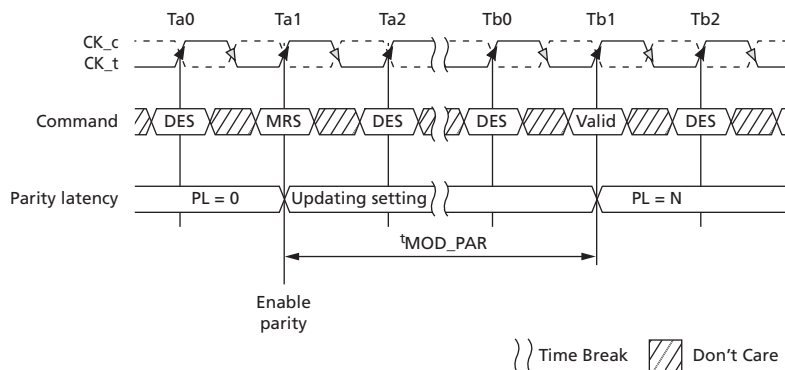 Ta0 Ta1 Ta2 Tb0 Tb1 Tb2
CK_c
CK_t
Command DES MRS DES DES Valid DES
Parity latency PL = 0 Updating setting PL = N
tMOD_PAR
Enable
parity
Time Break Don't Care